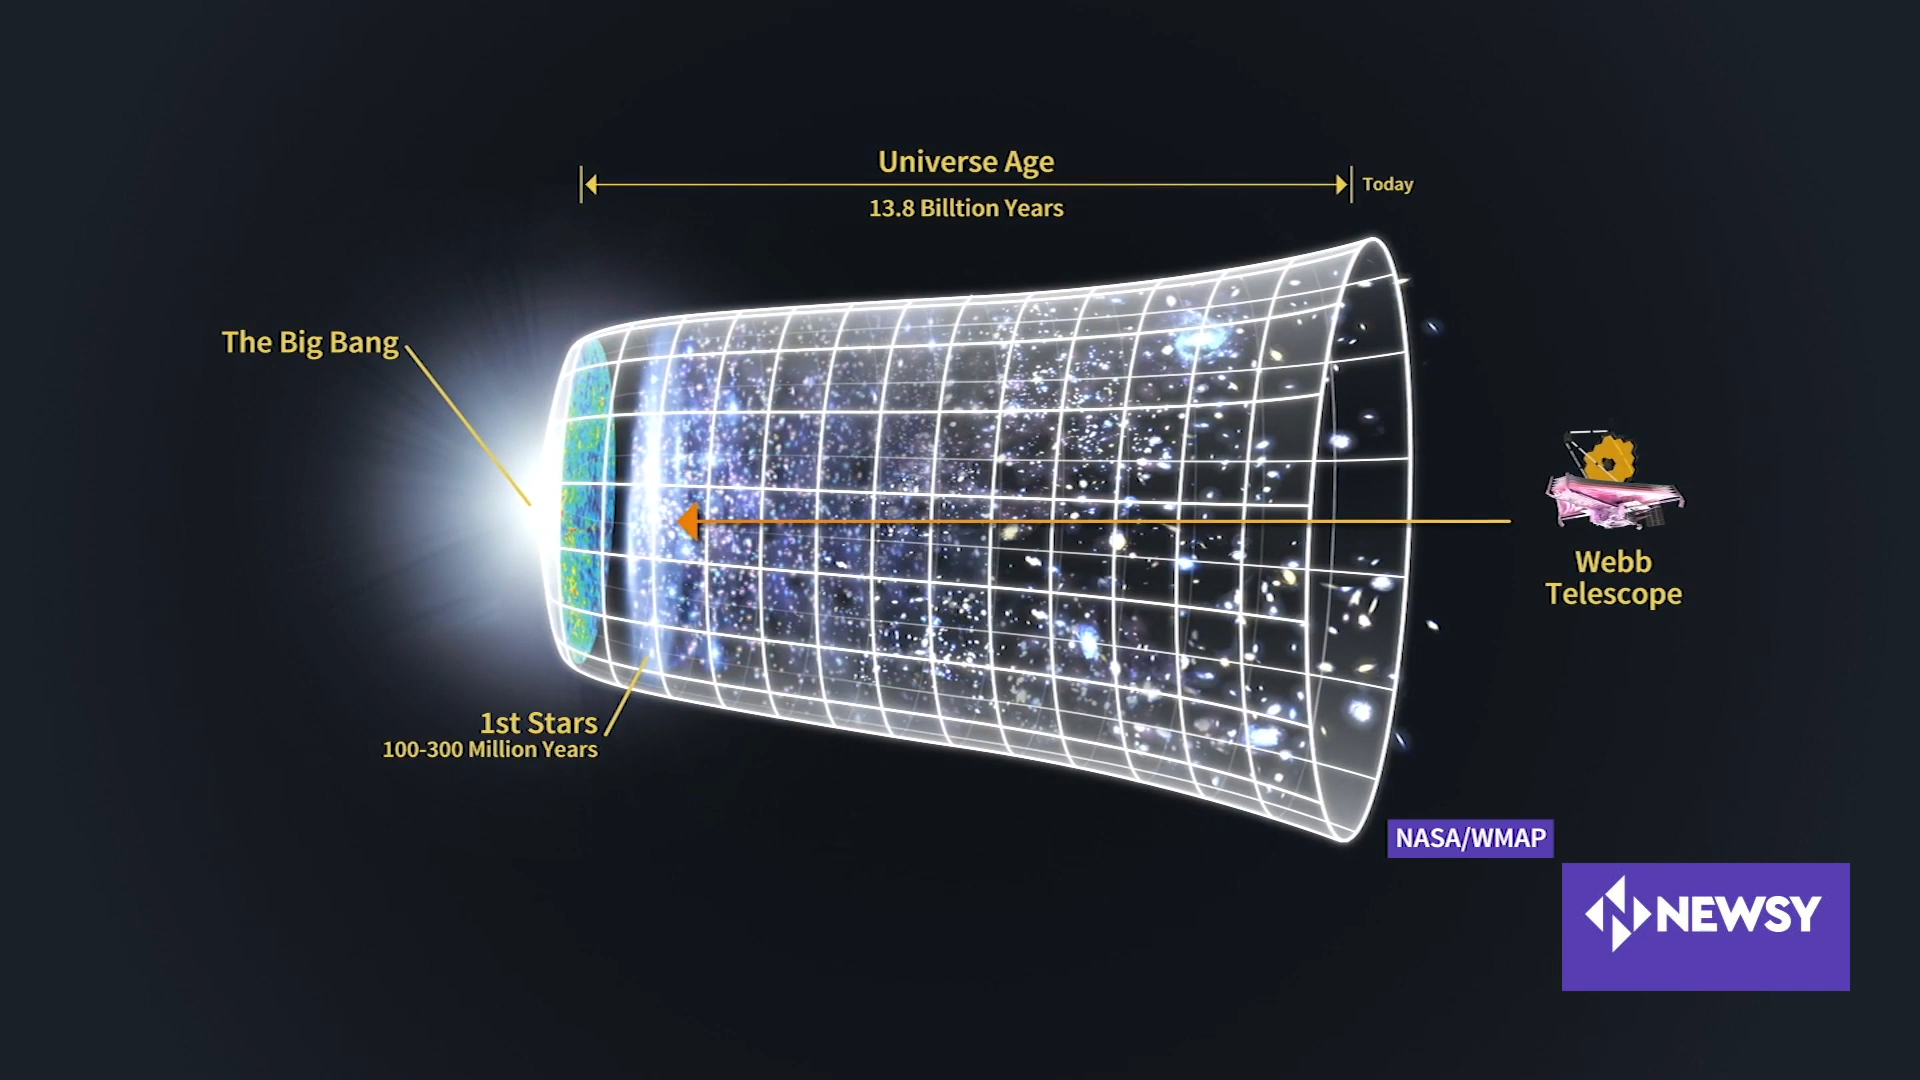 Universe Age
Today
13.8 Billtion Years
The Big Bang
Webb
Telescope
1st Stars
100-300 Million Years
NASA/WMAP
NEWSY